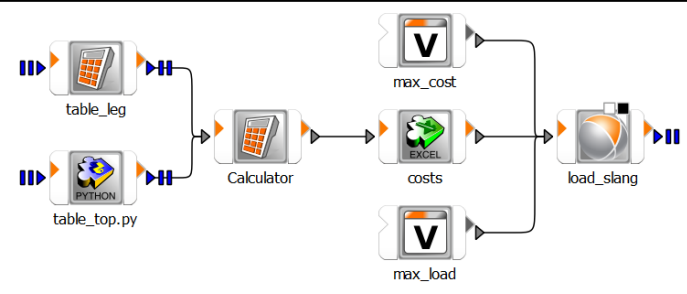 V
max_cost
table_leg
PYTHON
table_top.py
Calculator
EXCEL
costs
load_slang
V
max_load